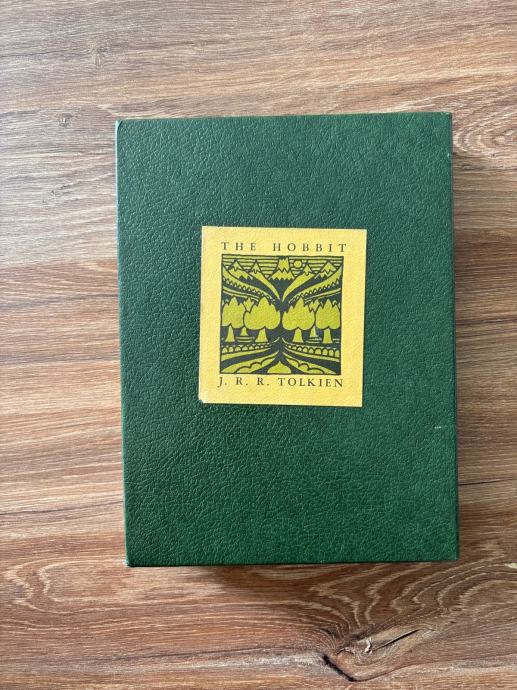 THE HOBBIT
J. R. R. TOLKIEN